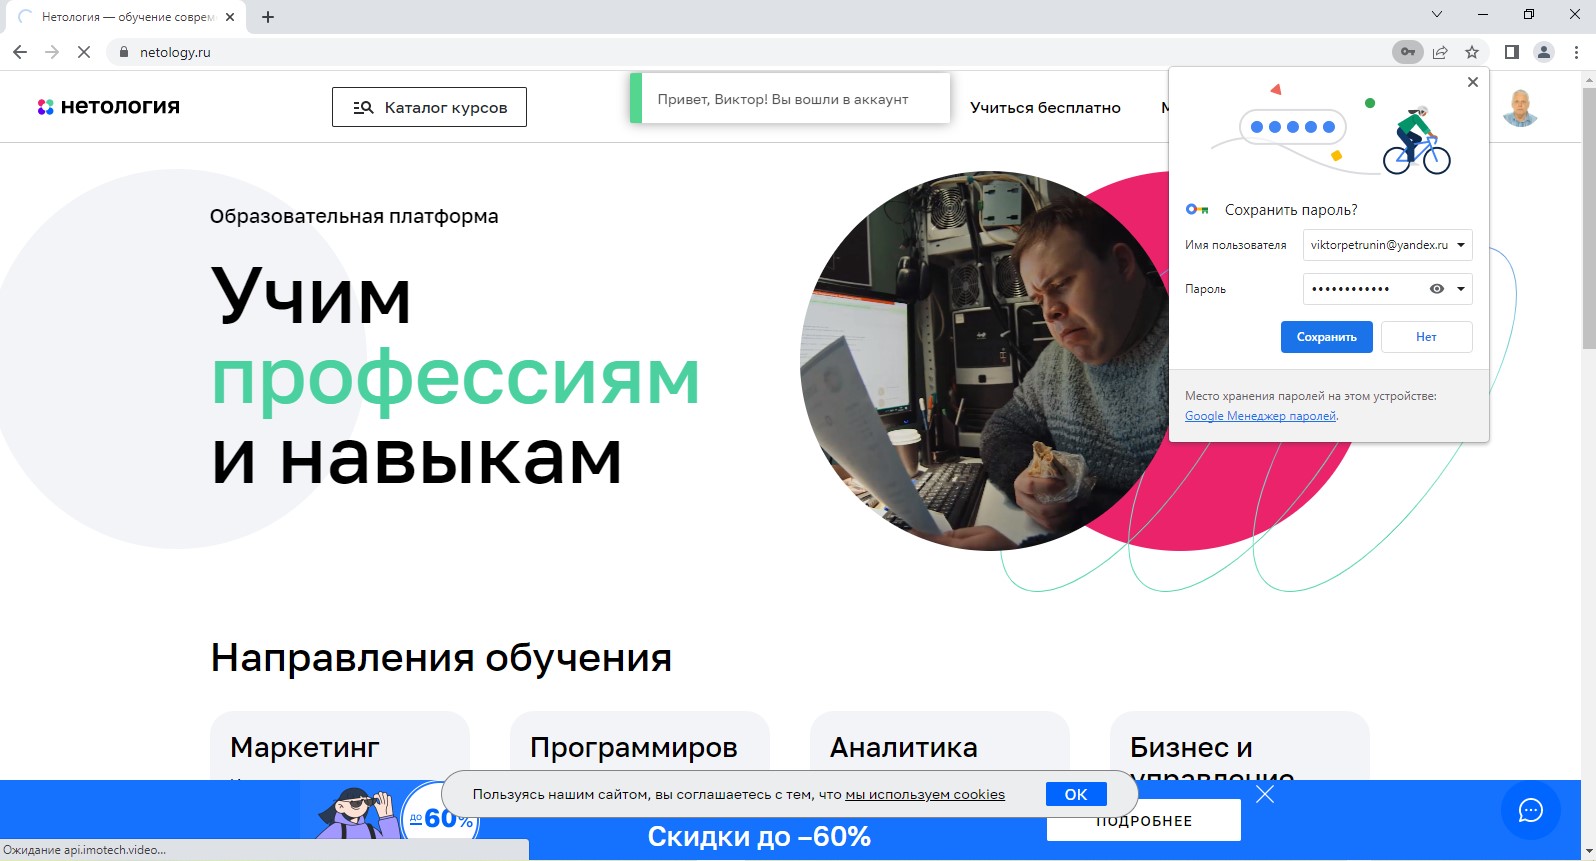 Нетология — обучение соврем
netology.ru
нетология
Каталог курсов
Привет, Виктор! Вы вошли в аккаунт
Учиться бесплатно
Образовательная платформа
Учим
профессиям
и навыкам
Сохранить пароль?
Имя пользователя
viktorpetrunin@yandex.ru
Пароль
••••••••••••
Сохранить
Нет
Место хранения паролей на этом устройстве:
Google Менеджер паролей.
Направления обучения
Маркетинг
Программиров
Аналитика
Бизнес и
управление
Пользуясь нашим сайтом, вы соглашаетесь с тем, что мы используем cookies
ОК
до –60%
Скидки до –60%
ПОДРОБНЕЕ
Ожидание api.imotech.video...